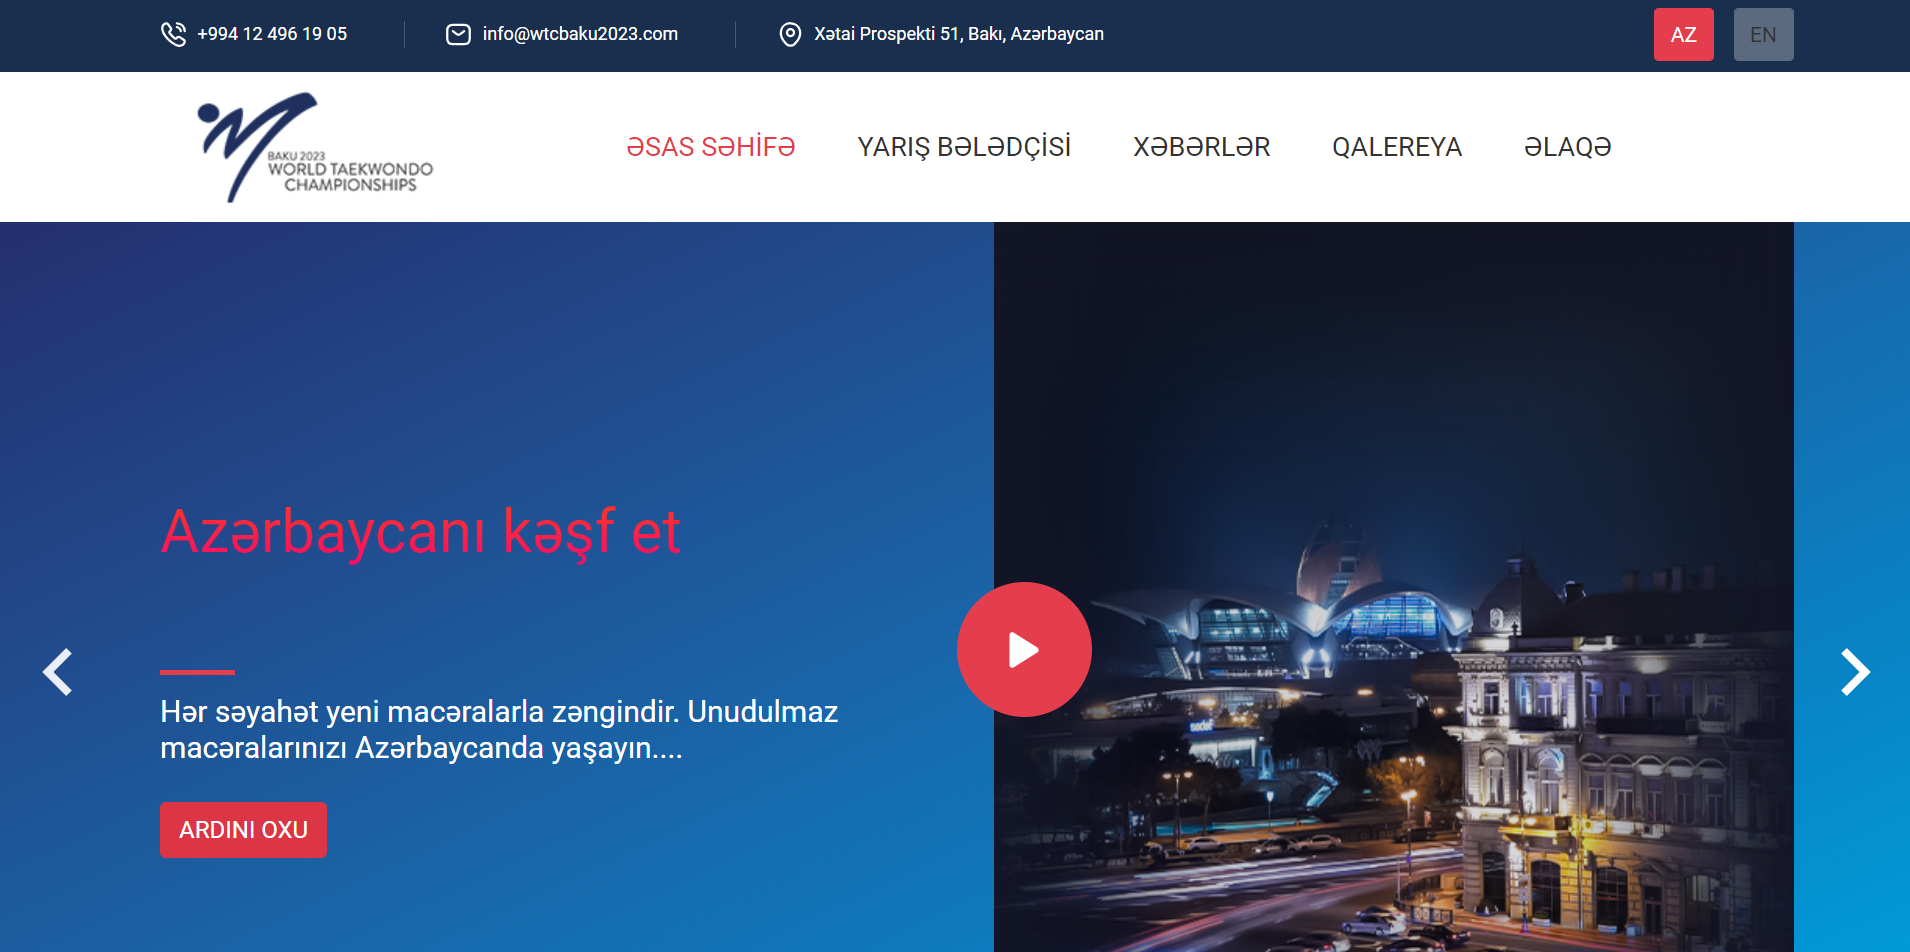 +994 12 496 19 05
info@wtcbaku2023.com
Xətai Prospekti 51, Bakı, Azərbaycan
AZ
EN
BAKU 2023
WORLD TAEKWONDO
CHAMPIONSHIPS
ƏSAS SƏHİFƏ
YARIŞ BƏLƏDÇİSİ
XƏBƏRLƏR
QALEREYA
ƏLAQƏ
Azərbaycanı kəşf et
Hər səyahət yeni macəralarla zəngindir. Unudulmaz
macəralarınızı Azərbaycanda yaşayın....
ARDINI OXU
sadaf